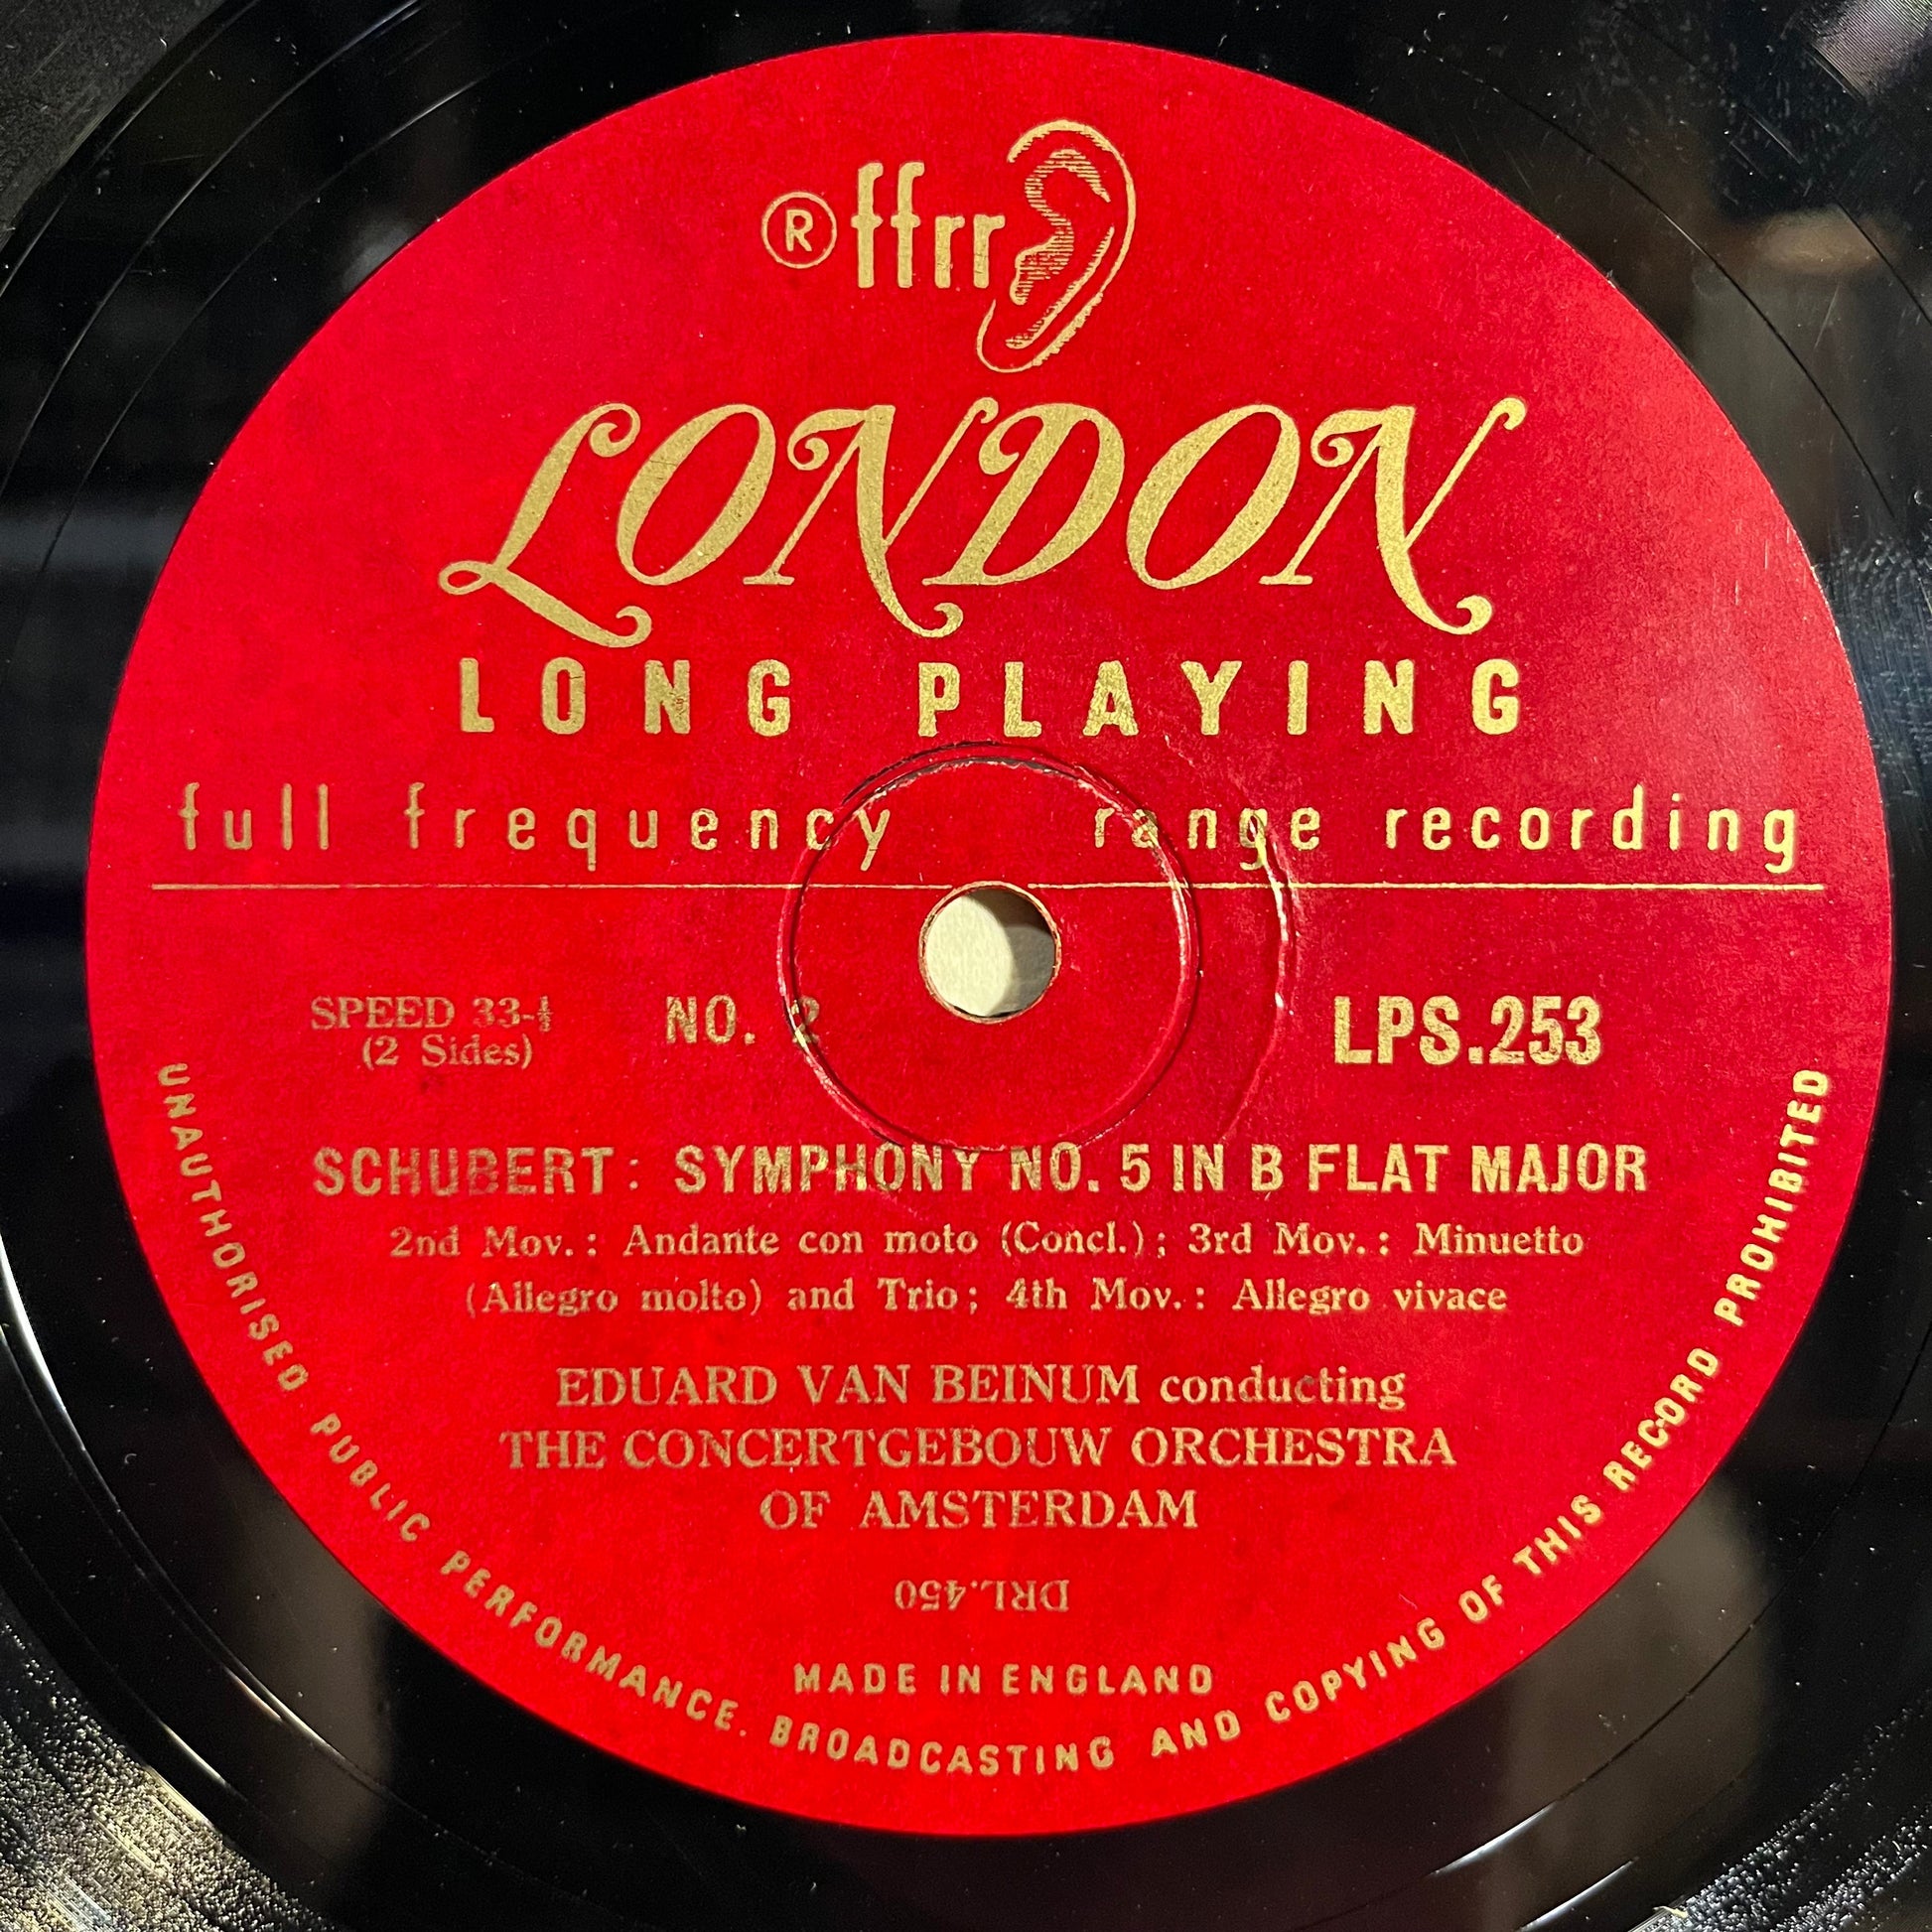 ® ffrr
LONDON
LONG PLAYING
full frequency range recording
SPEED 33-⅓ NO. 2 LPS.253
(2 Sides)
SCHUBERT: SYMPHONY NO. 5 IN B FLAT MAJOR
2nd Mov.: Andante con moto (Concl.); 3rd Mov.: Minuetto
(Allegro molto) and Trio; 4th Mov.: Allegro vivace
EDUARD VAN BEINUM conducting
THE CONCERTGEBOUW ORCHESTRA
OF AMSTERDAM
DRL.450
MADE IN ENGLAND
UNAUTHORISED PUBLIC PERFORMANCE. BROADCASTING AND COPYING OF THIS RECORD PROHIBITED